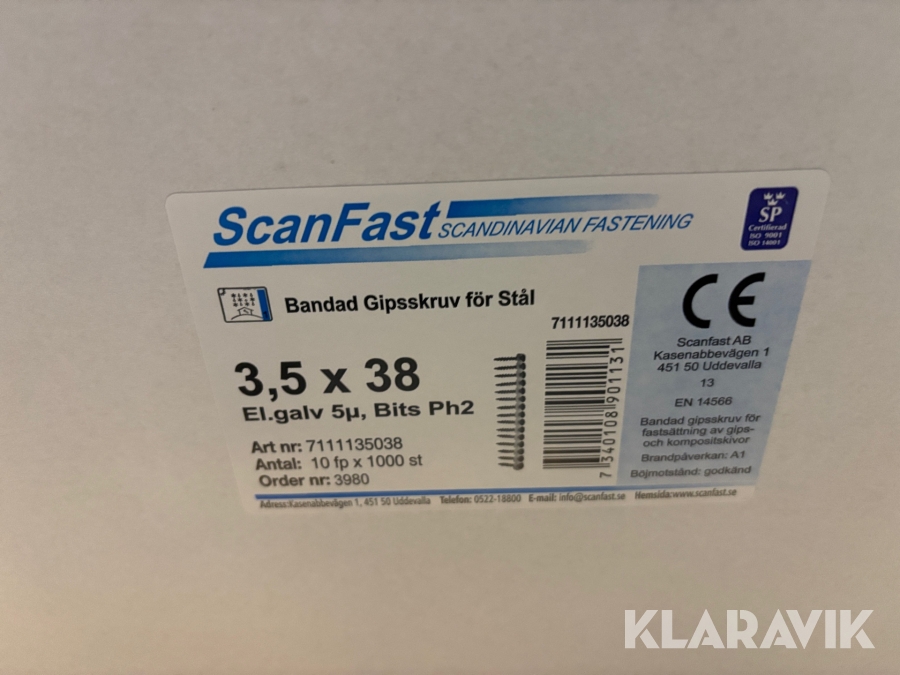 ScanFast SCANDINAVIAN FASTENING
SP
Certifierad
ISO 9001
ISO 14001
Bandad Gipsskruv för Stål
7111135038
3,5 x 38
El.galv 5µ, Bits Ph2
Art nr: 7111135038
Antal: 10 fp x 1000 st
Order nr: 3980
7 340108 901131
CE
Scanfast AB
Kasenabbevägen 1
451 50 Uddevalla
13
EN 14566
Bandad gipsskruv för
fastsättning av gips-
och kompositskivor
Brandpåverkan: A1
Böjmotstånd: godkänd
Adress:Kasenabbevägen 1, 451 50 Uddevalla Telefon: 0522-18800 E-mail: info@scanfast.se Hemsida:www.scanfast.se
KLARAVIK